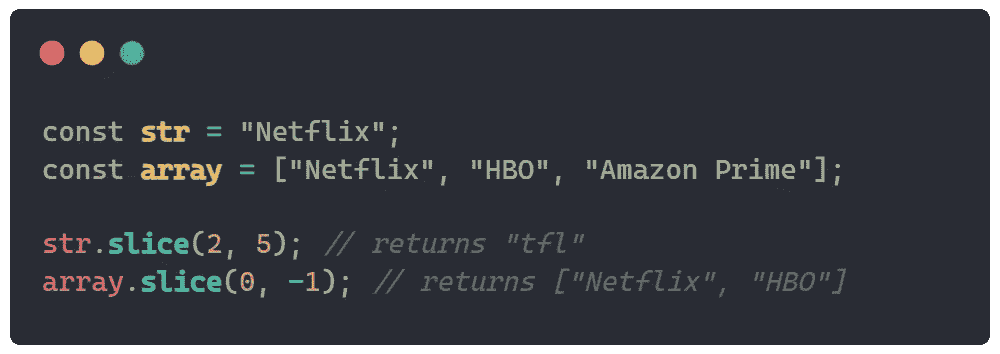 const str = "Netflix";
const array = ["Netflix", "HBO", "Amazon Prime"];
str.slice(2, 5); // returns "tfl"
array.slice(0, -1); // returns ["Netflix", "HBO"]